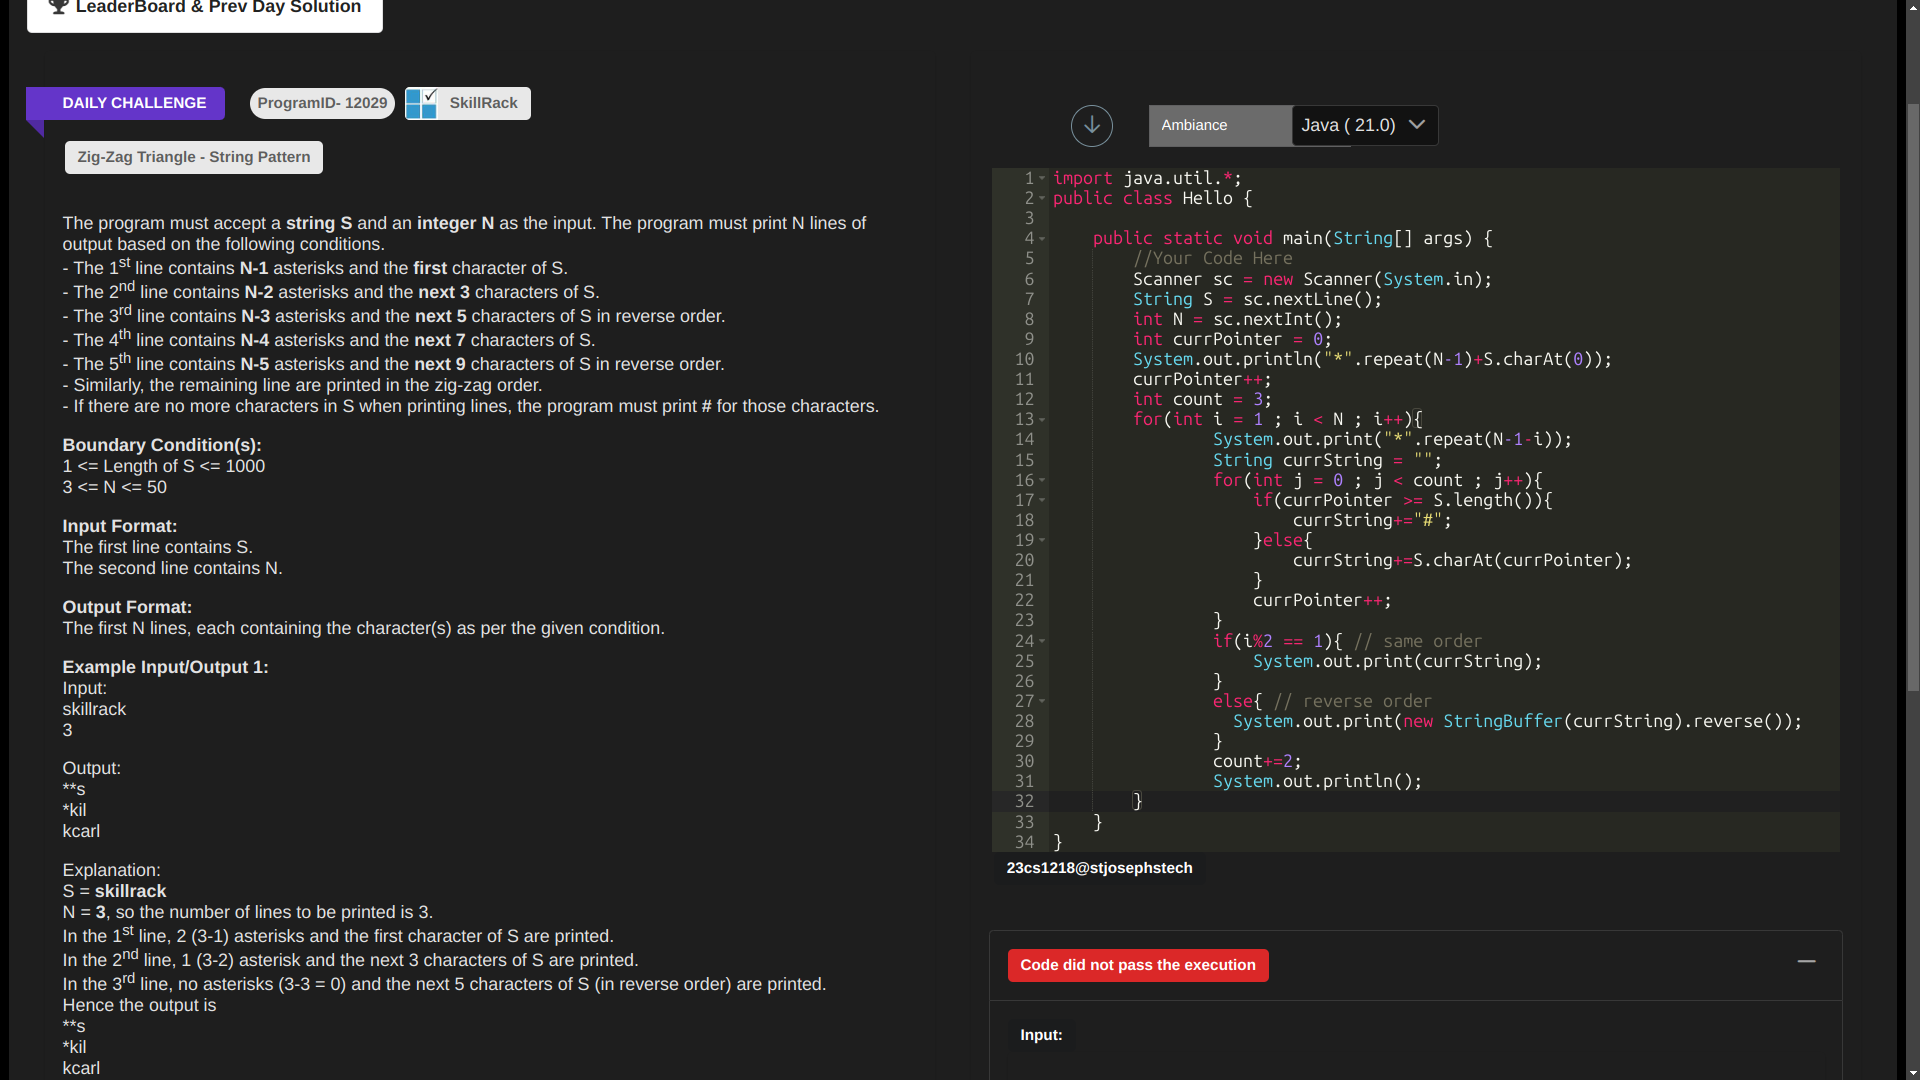 LeaderBoard & Prev Day Solution
DAILY CHALLENGE
ProgramID- 12029
SkillRack
Zig-Zag Triangle - String Pattern
The program must accept a string S and an integer N as the input. The program must print N lines of
output based on the following conditions.
- The 1st line contains N-1 asterisks and the first character of S.
- The 2nd line contains N-2 asterisks and the next 3 characters of S.
- The 3rd line contains N-3 asterisks and the next 5 characters of S in reverse order.
- The 4th line contains N-4 asterisks and the next 7 characters of S.
- The 5th line contains N-5 asterisks and the next 9 characters of S in reverse order.
- Similarly, the remaining line are printed in the zig-zag order.
- If there are no more characters in S when printing lines, the program must print # for those characters.
Boundary Condition(s):
1 <= Length of S <= 1000
3 <= N <= 50
Input Format:
The first line contains S.
The second line contains N.
Output Format:
The first N lines, each containing the character(s) as per the given condition.
Example Input/Output 1:
Input:
skillrack
3
Output:
**s
*kil
kcarl
Explanation:
S = skillrack
N = 3, so the number of lines to be printed is 3.
In the 1st line, 2 (3-1) asterisks and the first character of S are printed.
In the 2nd line, 1 (3-2) asterisk and the next 3 characters of S are printed.
In the 3rd line, no asterisks (3-3 = 0) and the next 5 characters of S (in reverse order) are printed.
Hence the output is
**s
*kil
kcarl
Ambiance
Java ( 21.0)
1 import java.util.*;
2 public class Hello {
3
4 public static void main(String[] args) {
5 //Your Code Here
6 Scanner sc = new Scanner(System.in);
7 String S = sc.nextLine();
8 int N = sc.nextInt();
9 int currPointer = 0;
10 System.out.println("*".repeat(N-1)+S.charAt(0));
11 currPointer++;
12 int count = 3;
13 for(int i = 1 ; i < N ; i++){
14 System.out.print("*".repeat(N-1-i));
15 String currString = "";
16 for(int j = 0 ; j < count ; j++){
17 if(currPointer >= S.length()){
18 currString+="#";
19 }else{
20 currString+=S.charAt(currPointer);
21 }
22 currPointer++;
23 }
24 if(i%2 == 1){ // same order
25 System.out.print(currString);
26 }
27 else{ // reverse order
28 System.out.print(new StringBuffer(currString).reverse());
29 }
30 count+=2;
31 System.out.println();
32 }
33 }
34 }
23cs1218@stjosephstech
Code did not pass the execution
Input: